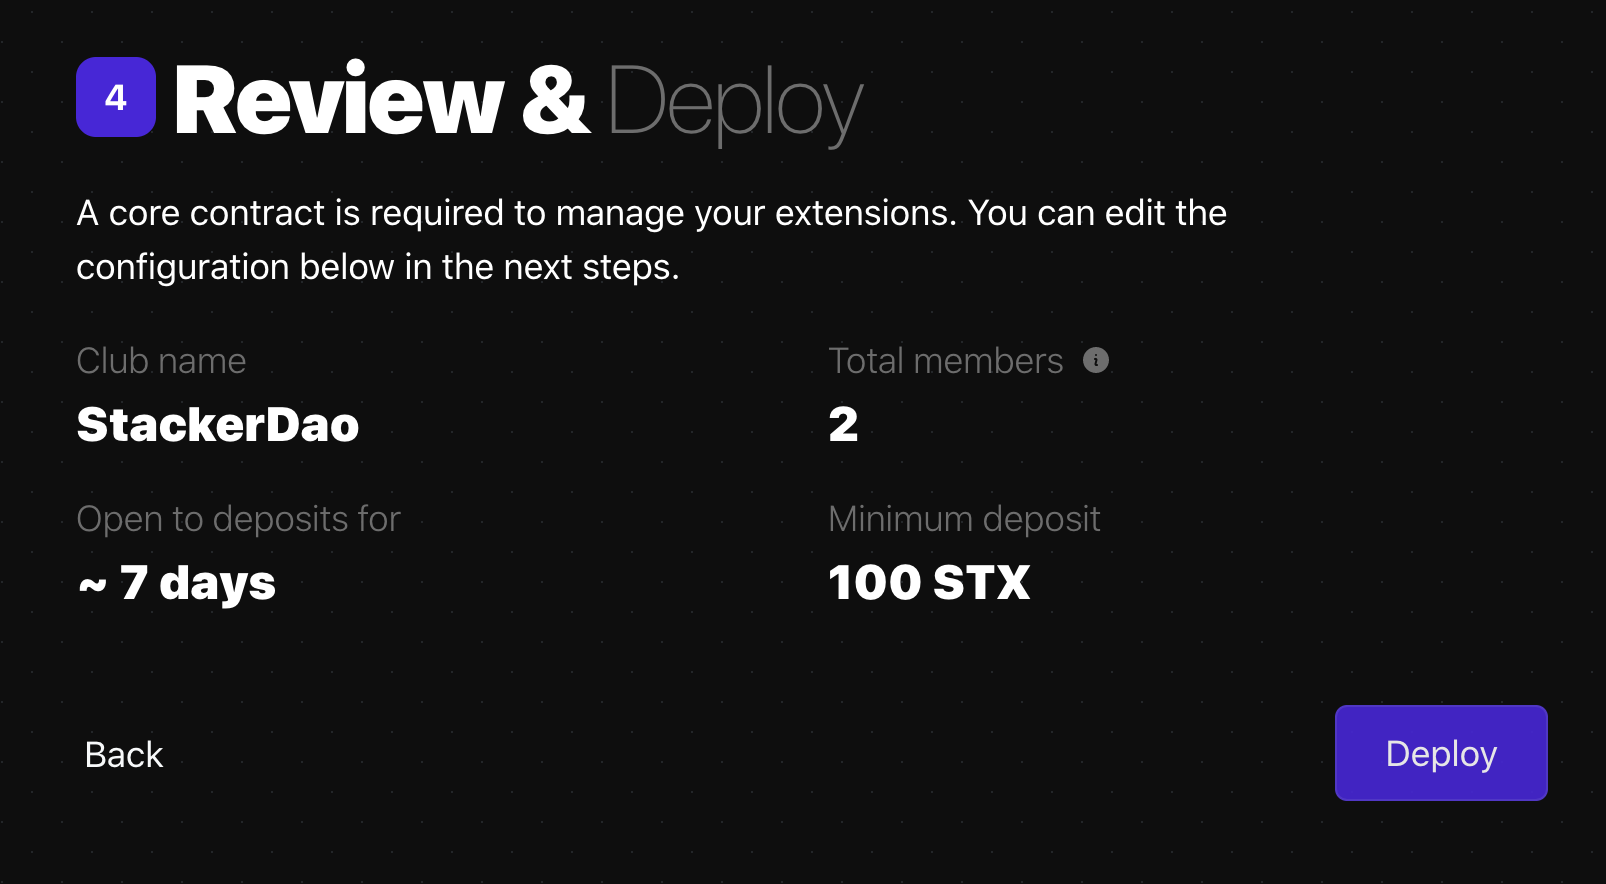 4
Review & Deploy
A core contract is required to manage your extensions. You can edit the
configuration below in the next steps.
Club name
StackerDao
Total members i
2
Open to deposits for
~ 7 days
Minimum deposit
100 STX
Back
Deploy